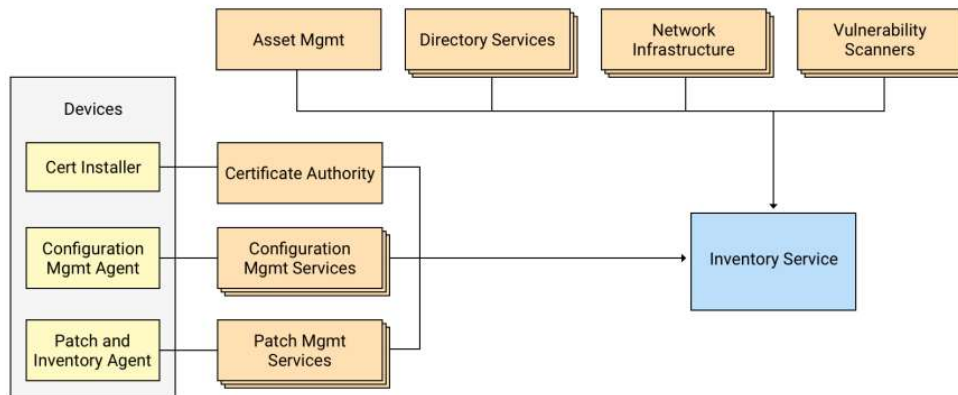 Asset Mgmt
Directory Services
Network
Infrastructure
Vulnerability
Scanners
Devices
Cert Installer
Certificate Authority
Configuration
Mgmt Agent
Configuration
Mgmt Services
Inventory Service
Patch and
Inventory Agent
Patch Mgmt
Services